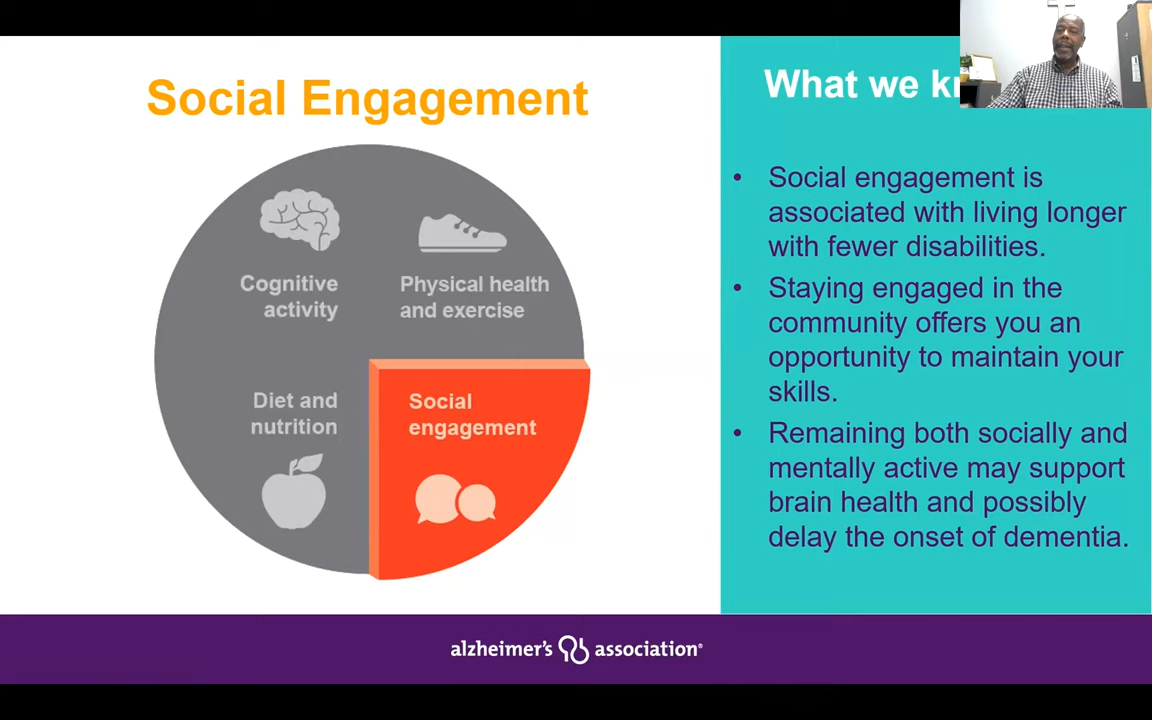 Social Engagement
Cognitive
activity
Physical health
and exercise
Diet and
nutrition
Social
engagement
What we
• Social engagement is
associated with living longer
with fewer disabilities.
• Staying engaged in the
community offers you an
opportunity to maintain your
skills.
• Remaining both socially and
mentally active may support
brain health and possibly
delay the onset of dementia.
alzheimer's association®